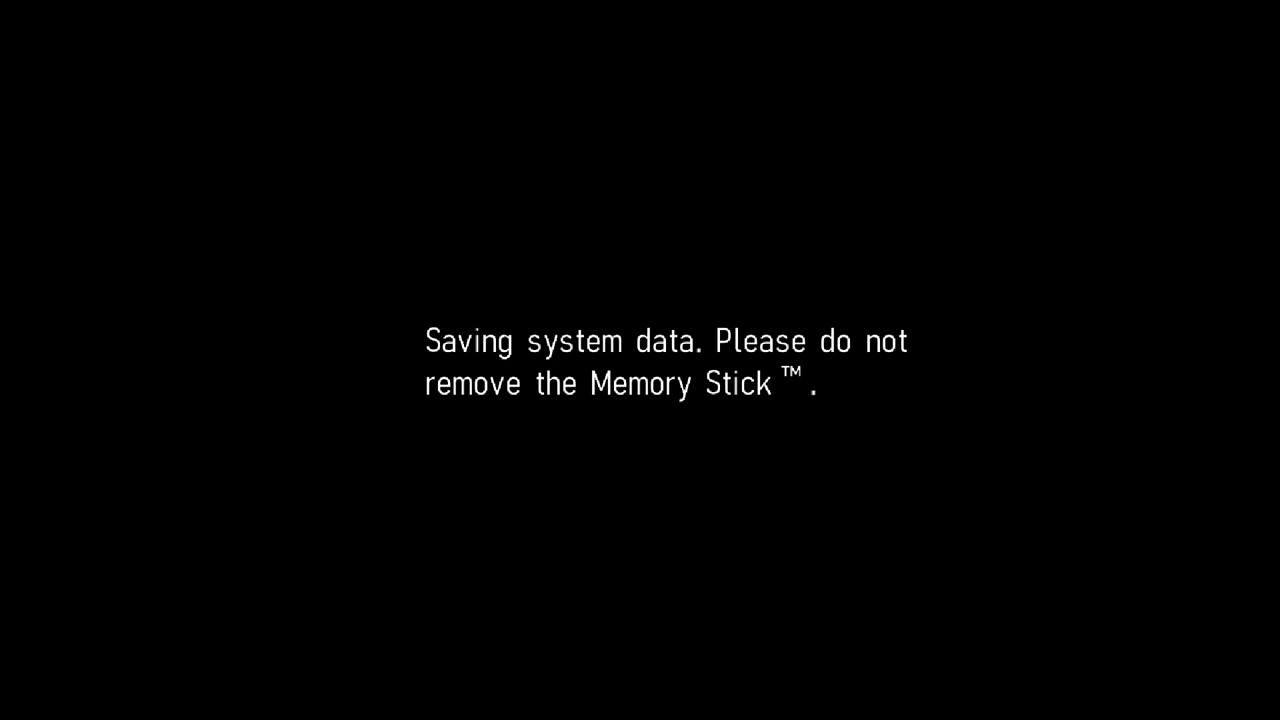 Saving system data. Please do not
remove the Memory Stick™.